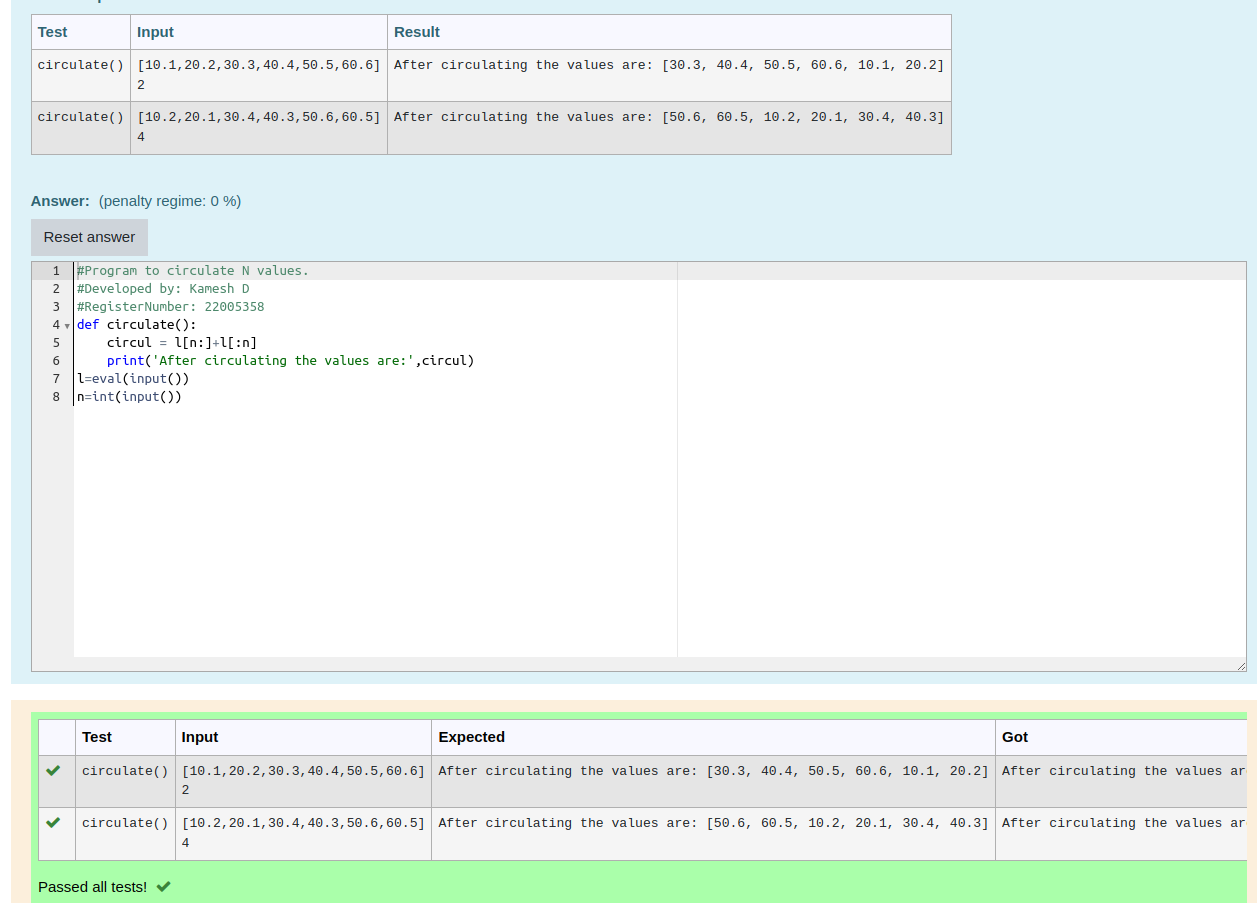 Test Input Result
circulate() [10.1,20.2,30.3,40.4,50.5,60.6] After circulating the values are: [30.3, 40.4, 50.5, 60.6, 10.1, 20.2]
2
circulate() [10.2,20.1,30.4,40.3,50.6,60.5] After circulating the values are: [50.6, 60.5, 10.2, 20.1, 30.4, 40.3]
4
Answer: (penalty regime: 0 %)
Reset answer
1 #Program to circulate N values.
2 #Developed by: Kamesh D
3 #RegisterNumber: 22005358
4 def circulate():
5 circul = l[n:]+l[:n]
6 print('After circulating the values are:',circul)
7 l=eval(input())
8 n=int(input())
Test Input Expected Got
circulate() [10.1,20.2,30.3,40.4,50.5,60.6] After circulating the values are: [30.3, 40.4, 50.5, 60.6, 10.1, 20.2] After circulating the values ar
2
circulate() [10.2,20.1,30.4,40.3,50.6,60.5] After circulating the values are: [50.6, 60.5, 10.2, 20.1, 30.4, 40.3] After circulating the values ar
4
Passed all tests!